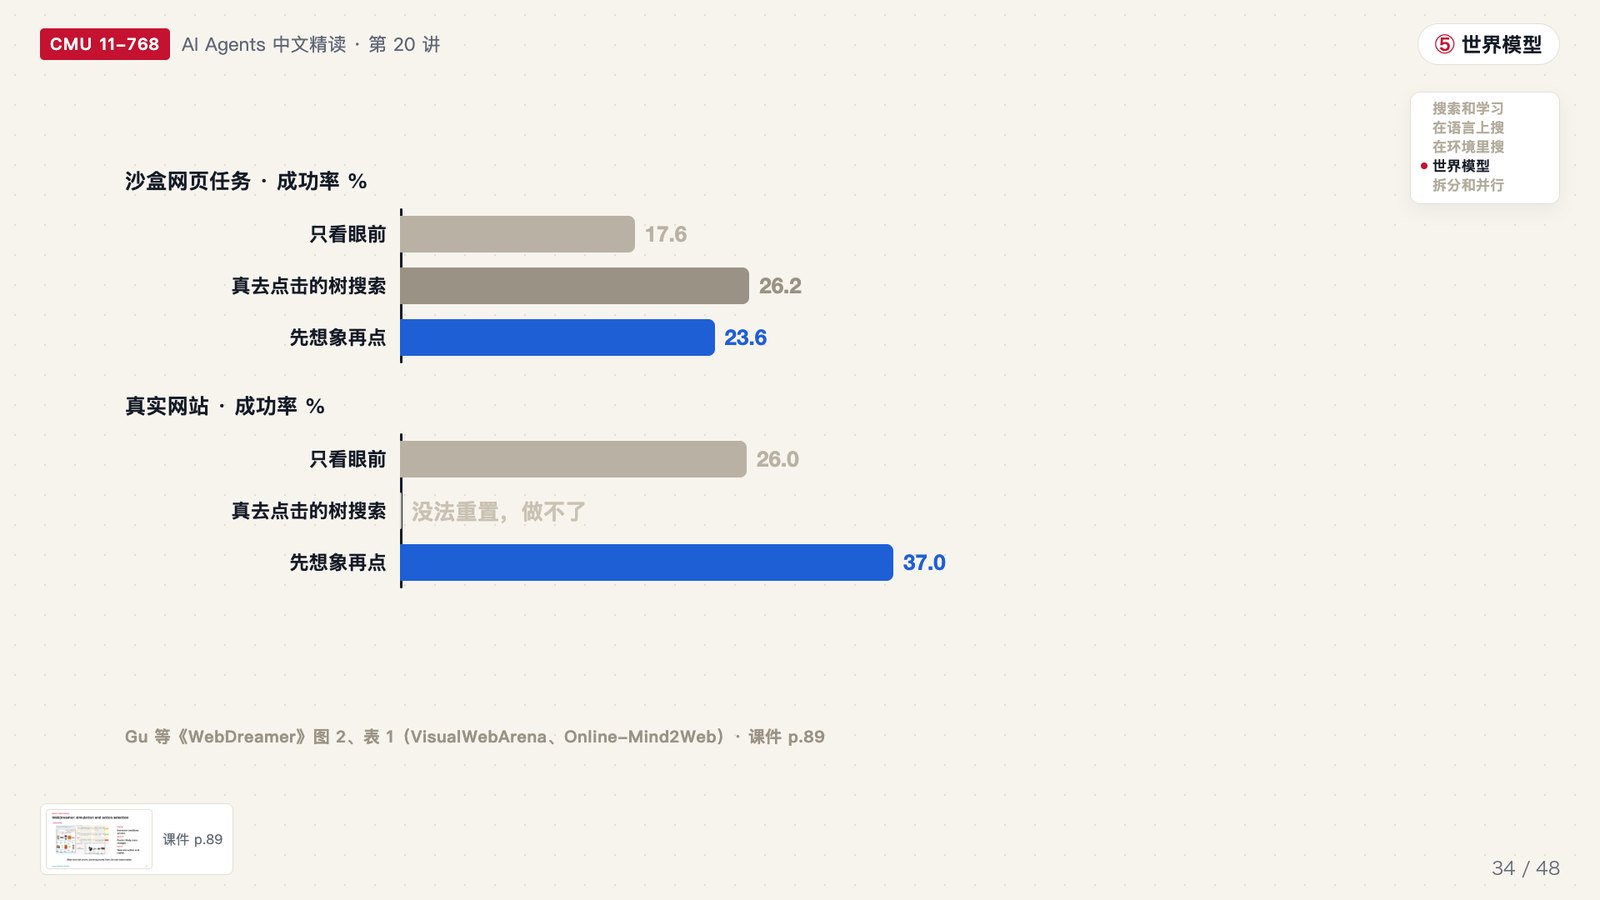 CMU 11-768 AI Agents 中文精读 · 第 20 讲
⑤ 世界模型
搜索和学习
在语言上搜
在环境里搜
世界模型
拆分和并行
沙盒网页任务 · 成功率 %
只看眼前 17.6
真去点击的树搜索 26.2
先想象再点 23.6
真实网站 · 成功率 %
只看眼前 26.0
真去点击的树搜索 没法重置，做不了
先想象再点 37.0
Gu 等《WebDreamer》图 2、表 1（VisualWebArena、Online-Mind2Web）· 课件 p.89
课件 p.89
34 / 48